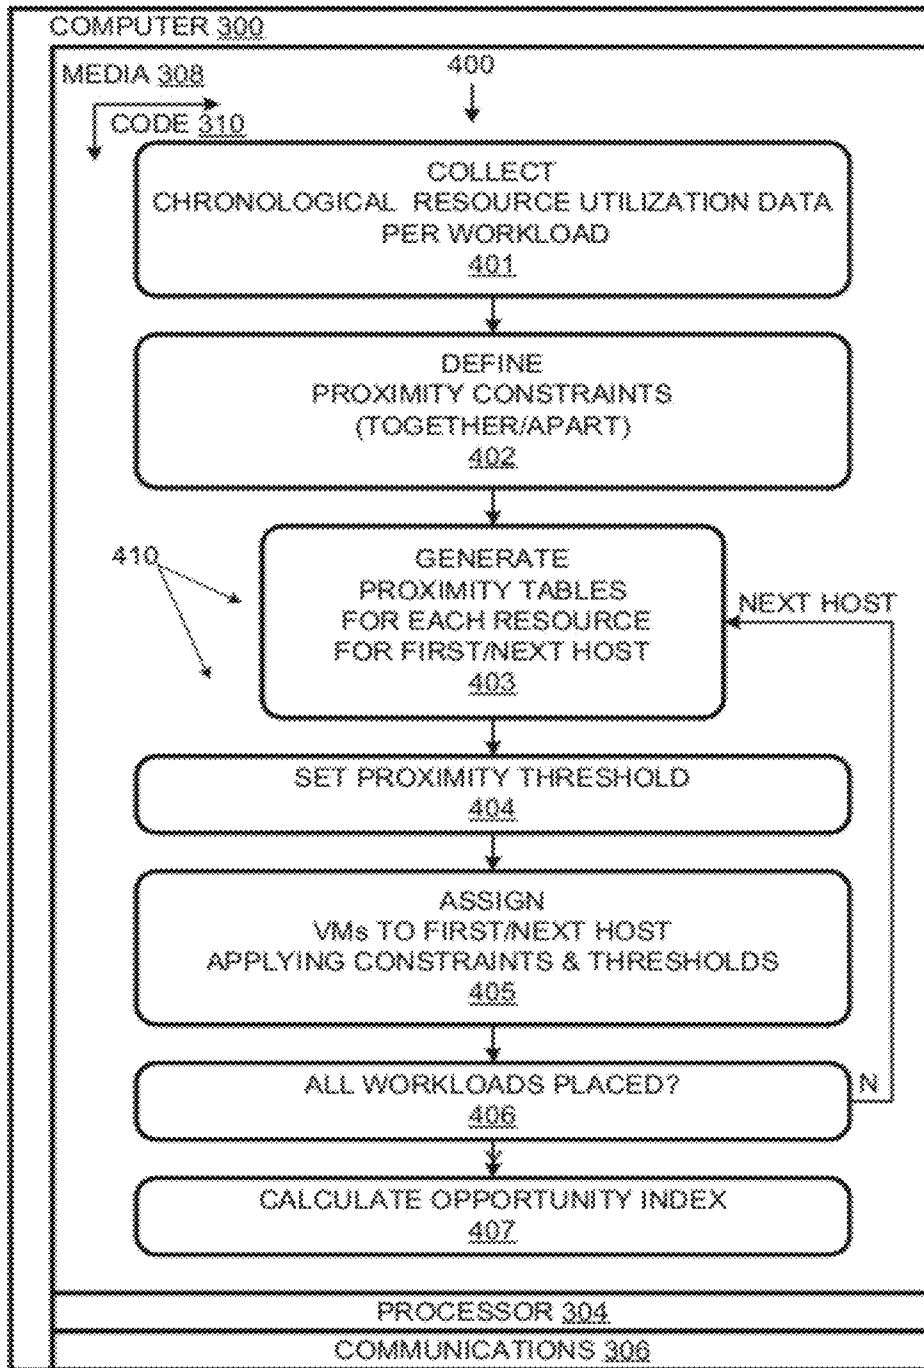 COMPUTER 300
MEDIA 308
400
CODE 310
COLLECT
CHRONOLOGICAL RESOURCE UTILIZATION DATA
PER WORKLOAD
401
DEFINE
PROXIMITY CONSTRAINTS
(TOGETHER/APART)
402
410
GENERATE
PROXIMITY TABLES
FOR EACH RESOURCE
FOR FIRST/NEXT HOST
403
NEXT HOST
SET PROXIMITY THRESHOLD
404
ASSIGN
VMs TO FIRST/NEXT HOST
APPLYING CONSTRAINTS & THRESHOLDS
405
ALL WORKLOADS PLACED?
406
N
CALCULATE OPPORTUNITY INDEX
407
PROCESSOR 304
COMMUNICATIONS 306